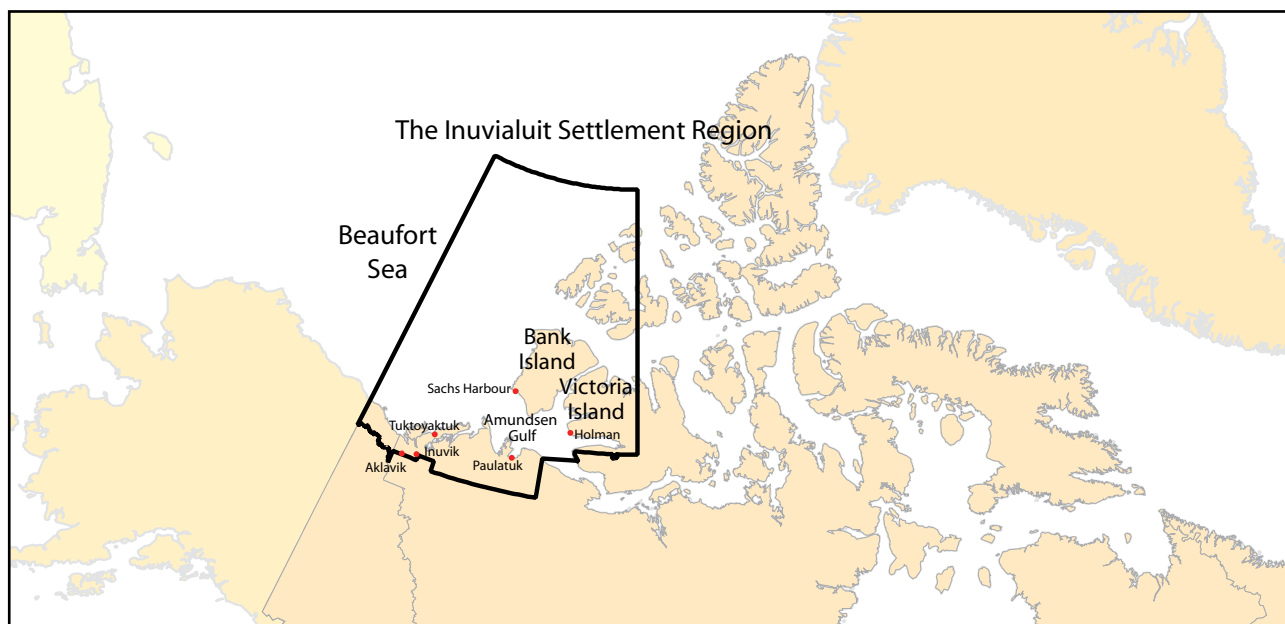 The Inuvialuit Settlement Region
Beaufort
Sea
Bank
Island
Sachs Harbour
Victoria
Island
Amundsen
Gulf
Tuktoyaktuk
Holman
Inuvik
Aklavik
Paulatuk